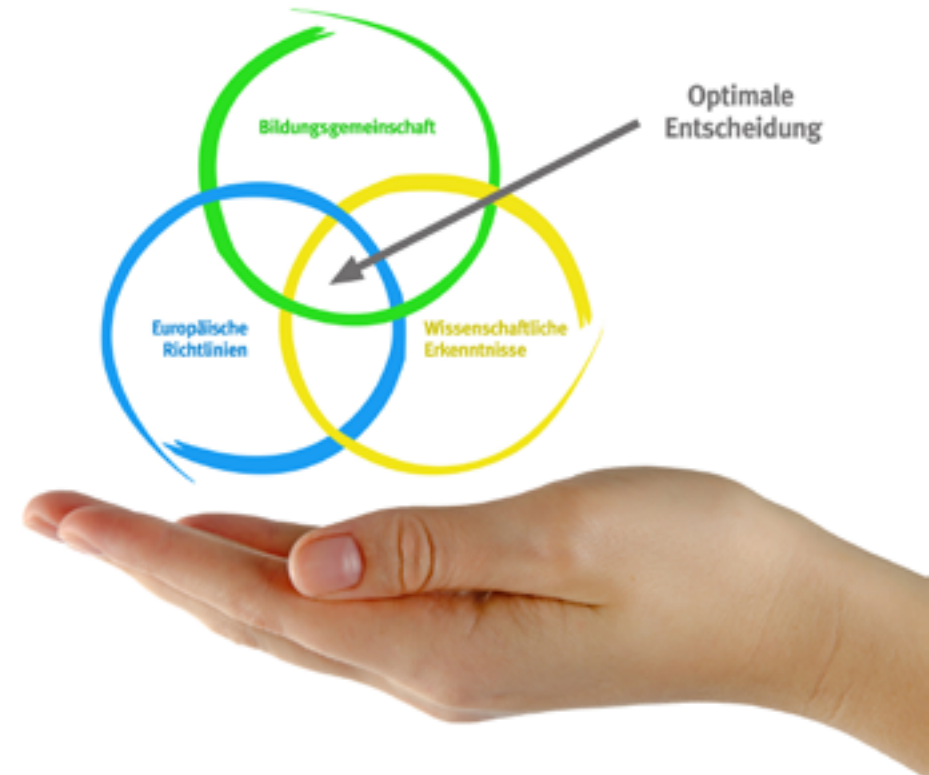 Bildungsgemeinschaft
Optimale
Entscheidung
Europäische
Richtlinien
Wissenschaftliche
Erkenntnisse